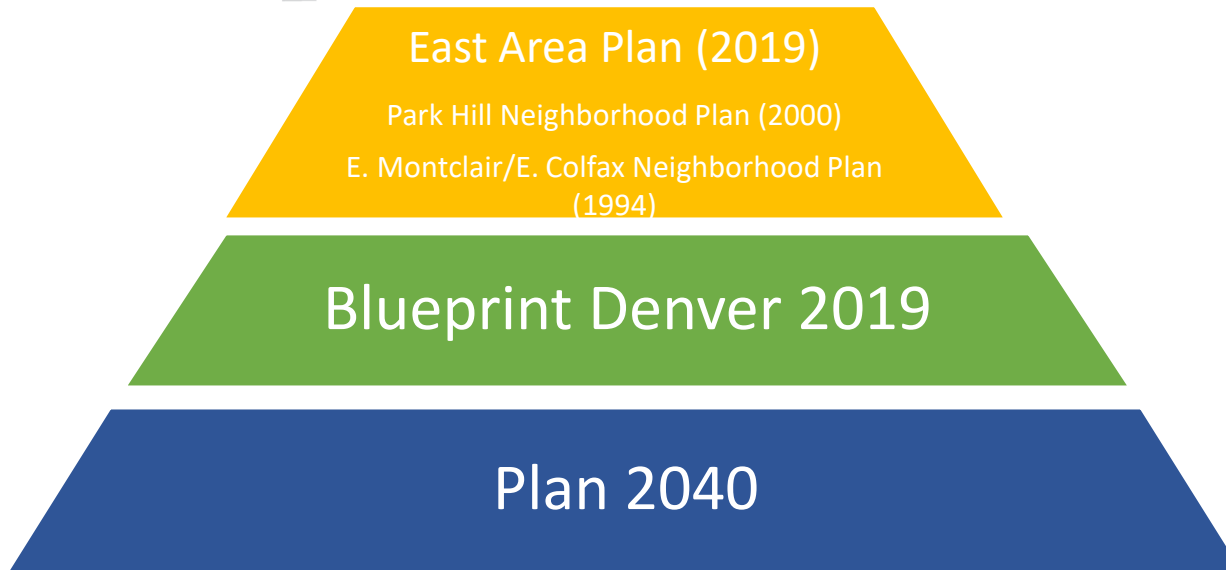 East Area Plan (2019)
Park Hill Neighborhood Plan (2000)
E. Montclair/E. Colfax Neighborhood Plan
(1994)
Blueprint Denver 2019
Plan 2040